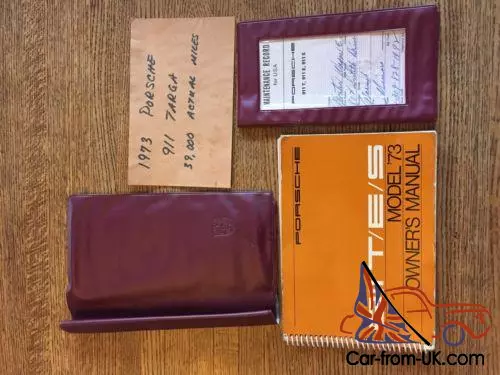 1973 PORSCHE
911 TARGA
39,000 ACTUAL MILES
MAINTENANCE RECORD
for USA
PORSCHE
911 T, 911 E, 911 S
PORSCHE
T/E/S
MODEL '73
OWNER'S MANUAL
Car-from-UK.com